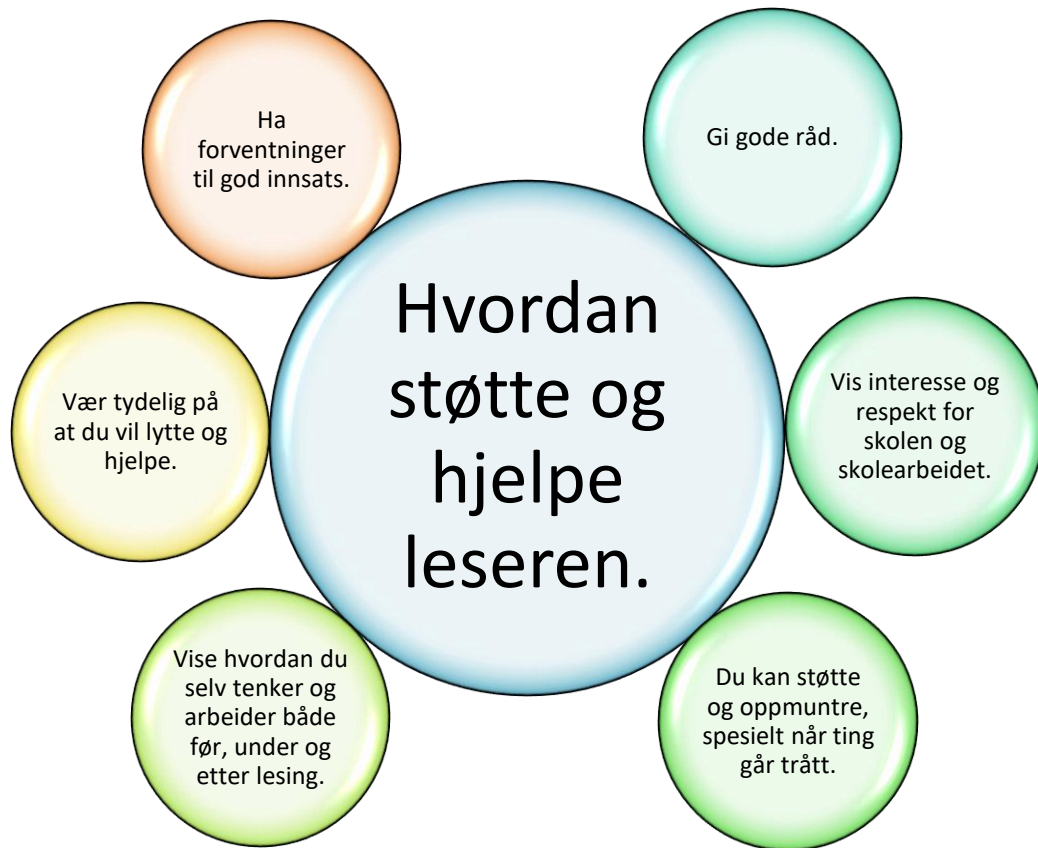 Ha
forventninger
til god innsats.
Gi gode råd.
Hvordan
støtte og
hjelpe
leseren.
Vær tydelig på
at du vil lytte og
hjelpe.
Vis interesse og
respekt for
skolen og
skolearbeidet.
Vise hvordan du
selv tenker og
arbeider både
før, under og
etter lesing.
Du kan støtte
og oppmuntre,
spesielt når ting
går trått.